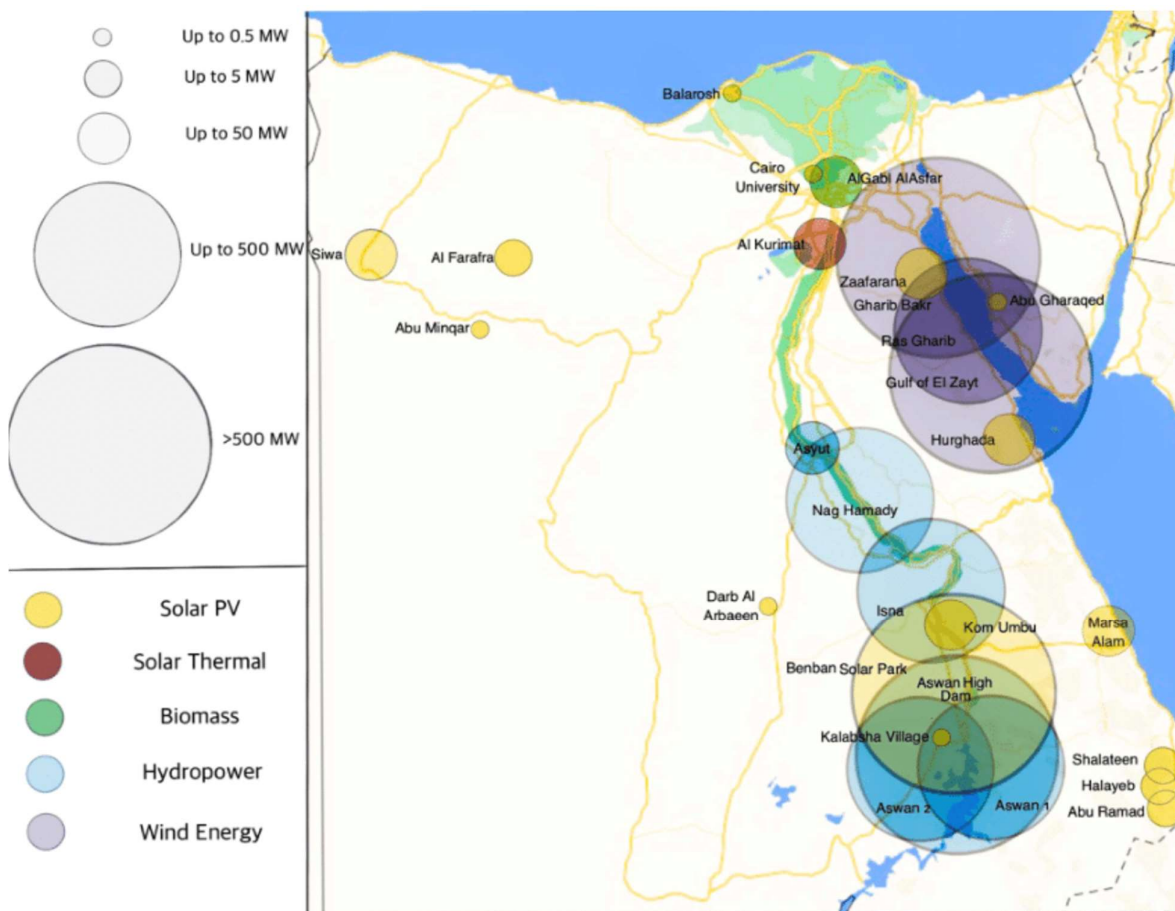 Up to 0.5 MW
Up to 5 MW
Up to 50 MW
Up to 500 MW
>500 MW
Solar PV
Solar Thermal
Biomass
Hydropower
Wind Energy
Balarosh
Cairo
University
AlGabl AlAsfar
Al Kurimat
Siwa
Al Farafra
Abu Minqar
Zaafarana
Gharib Bakr
Abu Gharaqed
Ras Gharib
Gulf of El Zayt
Hurghada
Asyut
Nag Hamady
Darb Al
Arbaeen
Isna
Kom Umbu
Marsa
Alam
Benban Solar Park
Aswan High
Dam
Kalabsha Village
Shalateen
Halayeb
Abu Ramad
Aswan 2
Aswan 1